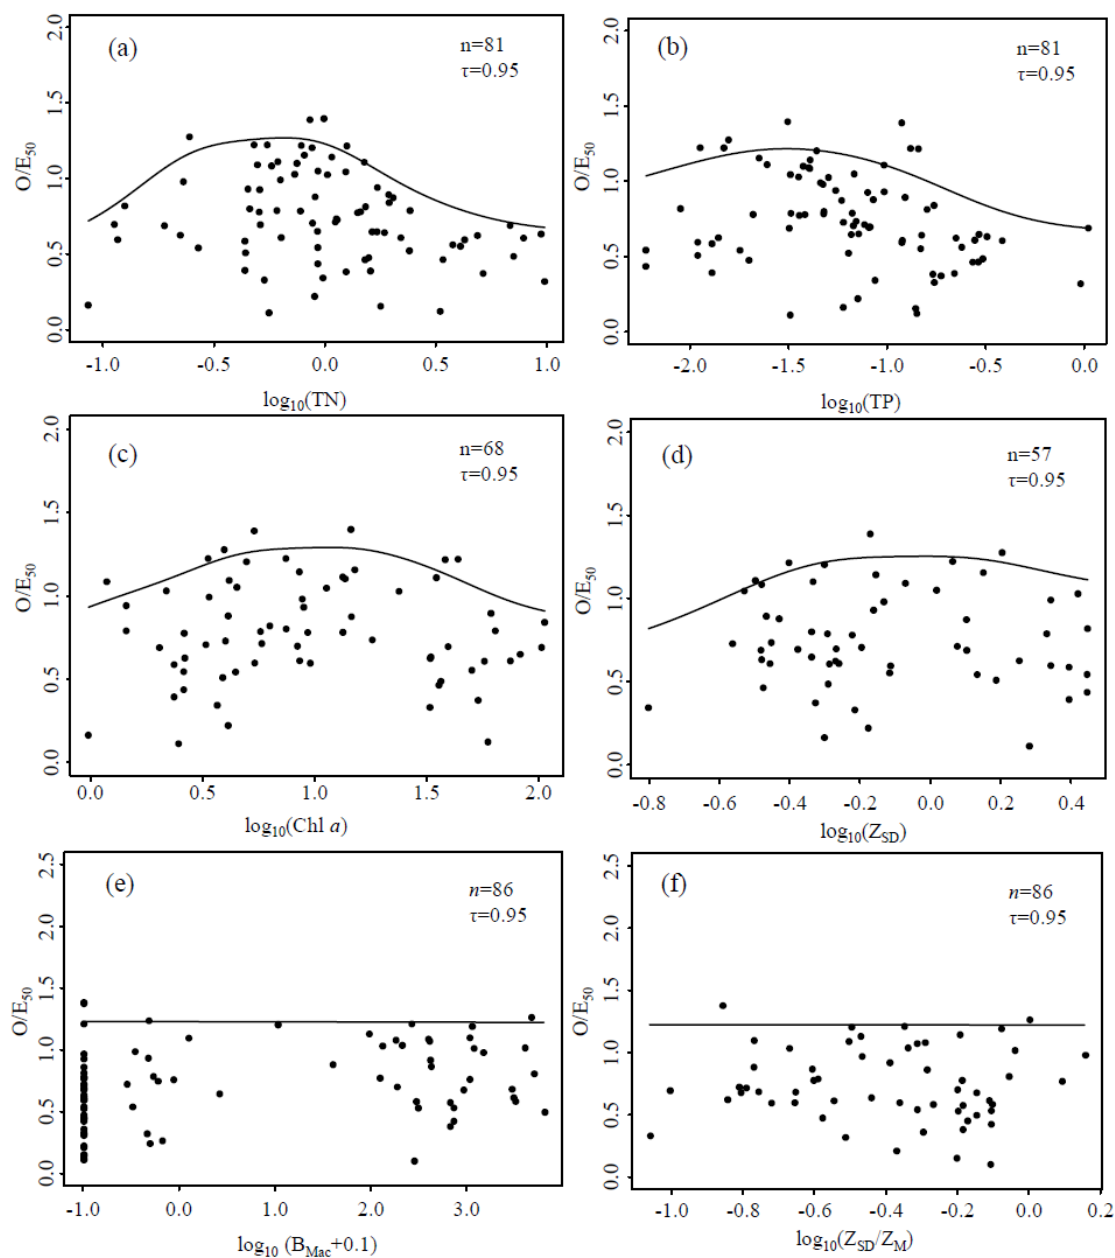 (a)
n=81
τ=0.95
O/E50
2.0
1.5
1.0
0.5
0.0
-1.0 -0.5 0.0 0.5 1.0
log10(TN)
(b)
n=81
τ=0.95
O/E50
2.0
1.5
1.0
0.5
0.0
-2.0 -1.5 -1.0 -0.5 0.0
log10(TP)
(c)
n=68
τ=0.95
O/E50
2.0
1.5
1.0
0.5
0.0
0.0 0.5 1.0 1.5 2.0
log10(Chl a)
(d)
n=57
τ=0.95
O/E50
2.0
1.5
1.0
0.5
0.0
-0.8 -0.6 -0.4 -0.2 0.0 0.2 0.4
log10(ZSD)
(e)
n=86
τ=0.95
O/E50
2.5
2.0
1.5
1.0
0.5
0.0
-1.0 0.0 1.0 2.0 3.0
log10 (BMac+0.1)
(f)
n=86
τ=0.95
O/E50
2.5
2.0
1.5
1.0
0.5
0.0
-1.0 -0.8 -0.6 -0.4 -0.2 0.0 0.2
log10(ZSD/ZM)